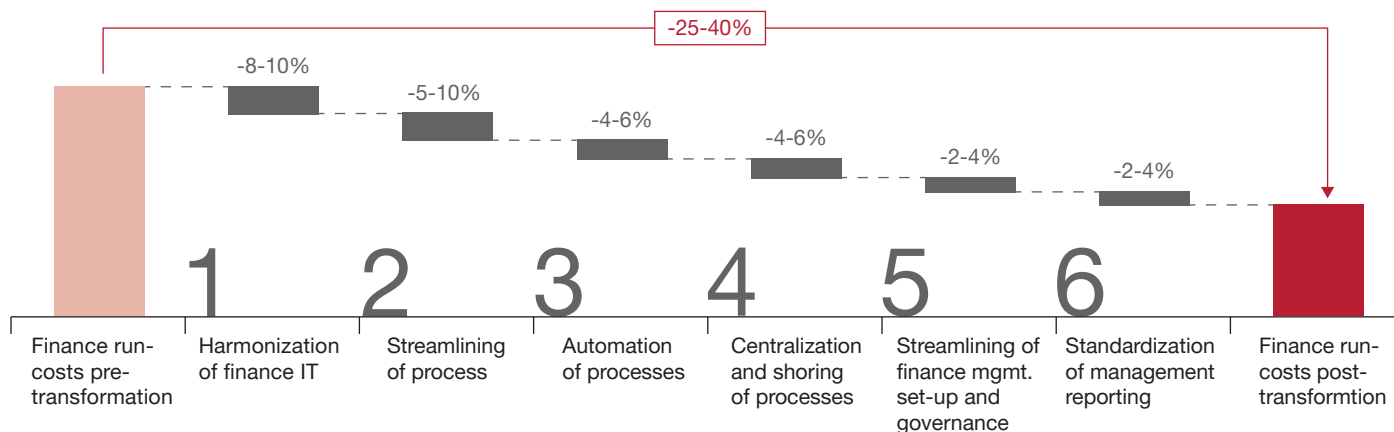 -25-40%
-8-10%
-5-10%
-4-6%
-4-6%
-2-4%
-2-4%
1
2
3
4
5
6
Finance run-
costs pre-
transformation
Harmonization
of finance IT
Streamlining
of process
Automation
of processes
Centralization
and shoring
of processes
Streamlining of
finance mgmt.
set-up and
governance
Standardization
of management
reporting
Finance run-
costs post-
transformtion